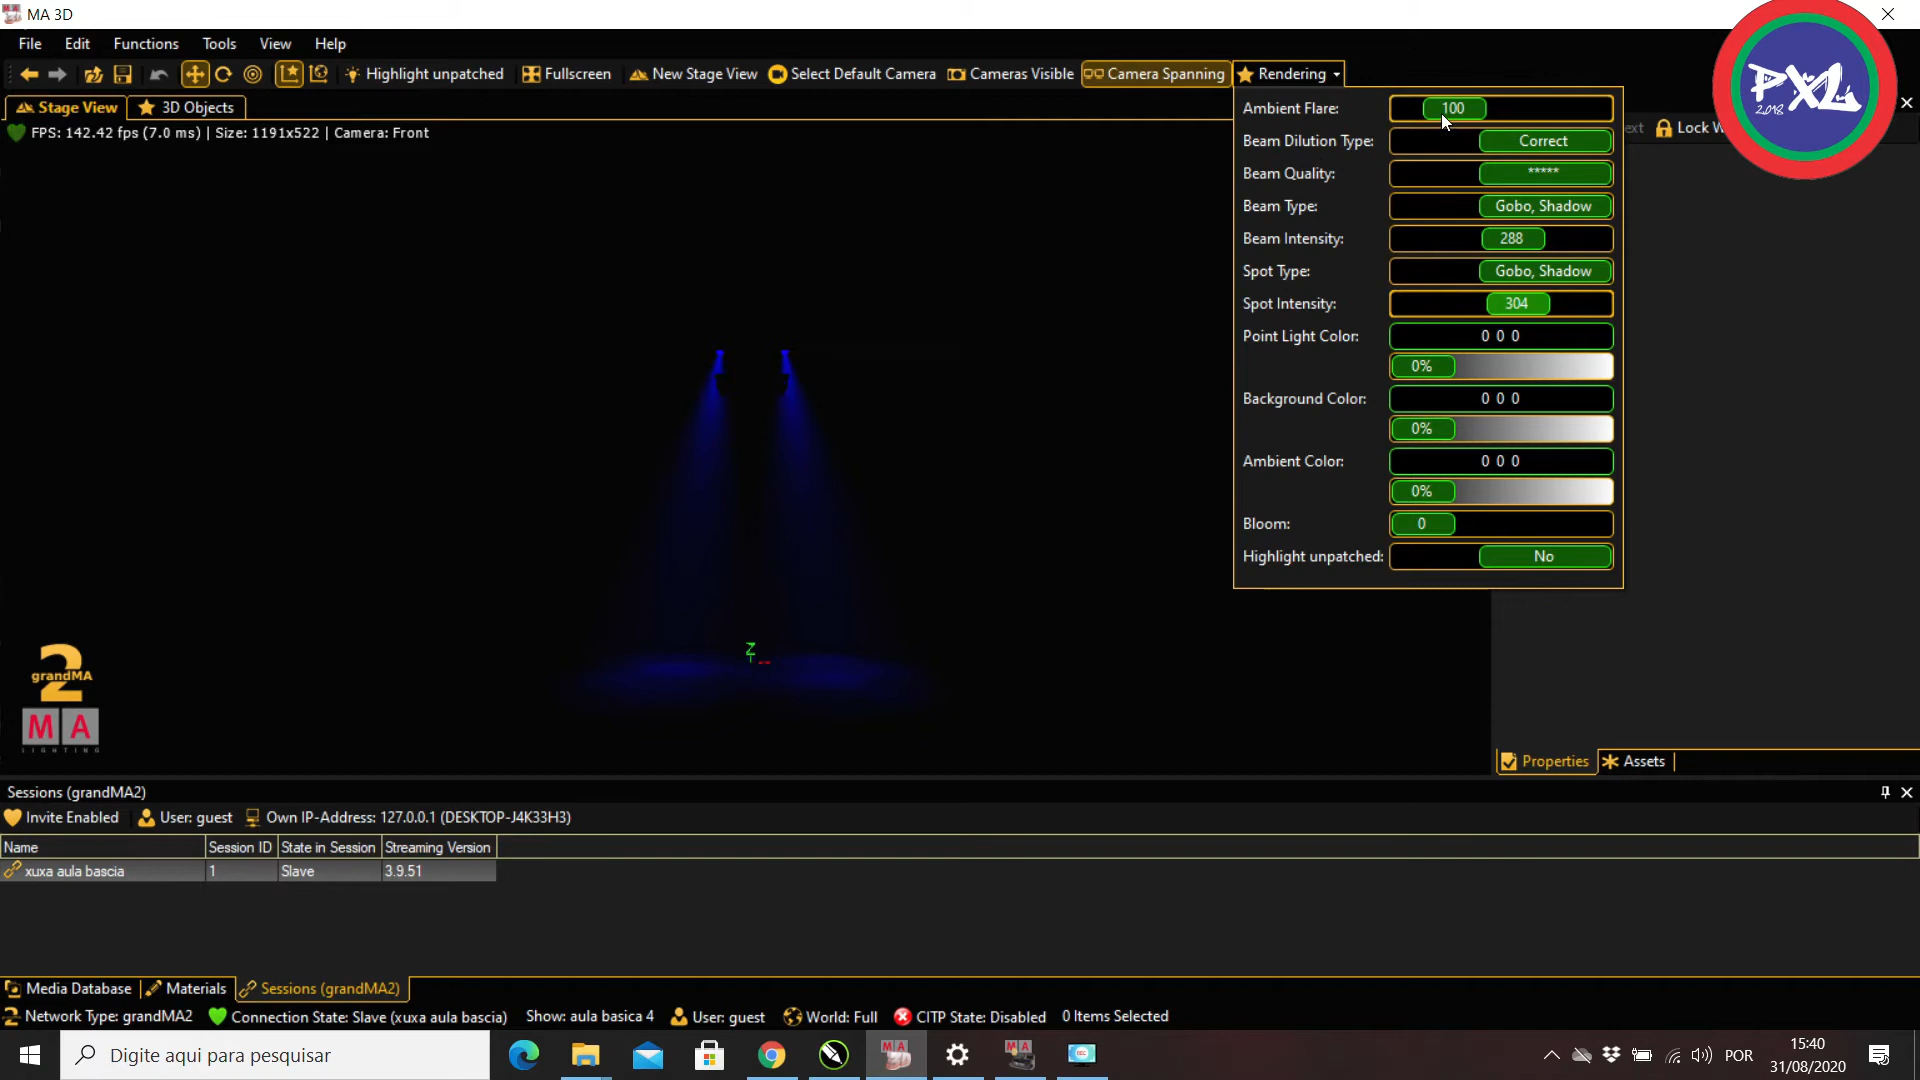 MA 3D
File Edit Functions Tools View Help
Highlight unpatched Fullscreen New Stage View Select Default Camera Cameras Visible Camera Spanning Rendering
Stage View 3D Objects
FPS: 142.42 fps (7.0 ms) | Size: 1191x522 | Camera: Front
Ambient Flare: 100
Beam Dilution Type: Correct
Beam Quality: *****
Beam Type: Gobo, Shadow
Beam Intensity: 288
Spot Type: Gobo, Shadow
Spot Intensity: 304
Point Light Color: 0 0 0
0%
Background Color: 0 0 0
0%
Ambient Color: 0 0 0
0%
Bloom: 0
Highlight unpatched: No
Lock
PXL
2018
Z
2
grandMA
MA
LIGHTING
Properties Assets
Sessions (grandMA2)
Invite Enabled User: guest Own IP-Address: 127.0.0.1 (DESKTOP-J4K33H3)
Name Session ID State in Session Streaming Version
xuxa aula bascia 1 Slave 3.9.51
Media Database Materials Sessions (grandMA2)
2 Network Type: grandMA2 Connection State: Slave (xuxa aula bascia) Show: aula basica 4 User: guest World: Full CITP State: Disabled 0 Items Selected
Digite aqui para pesquisar
POR
15:40
31/08/2020